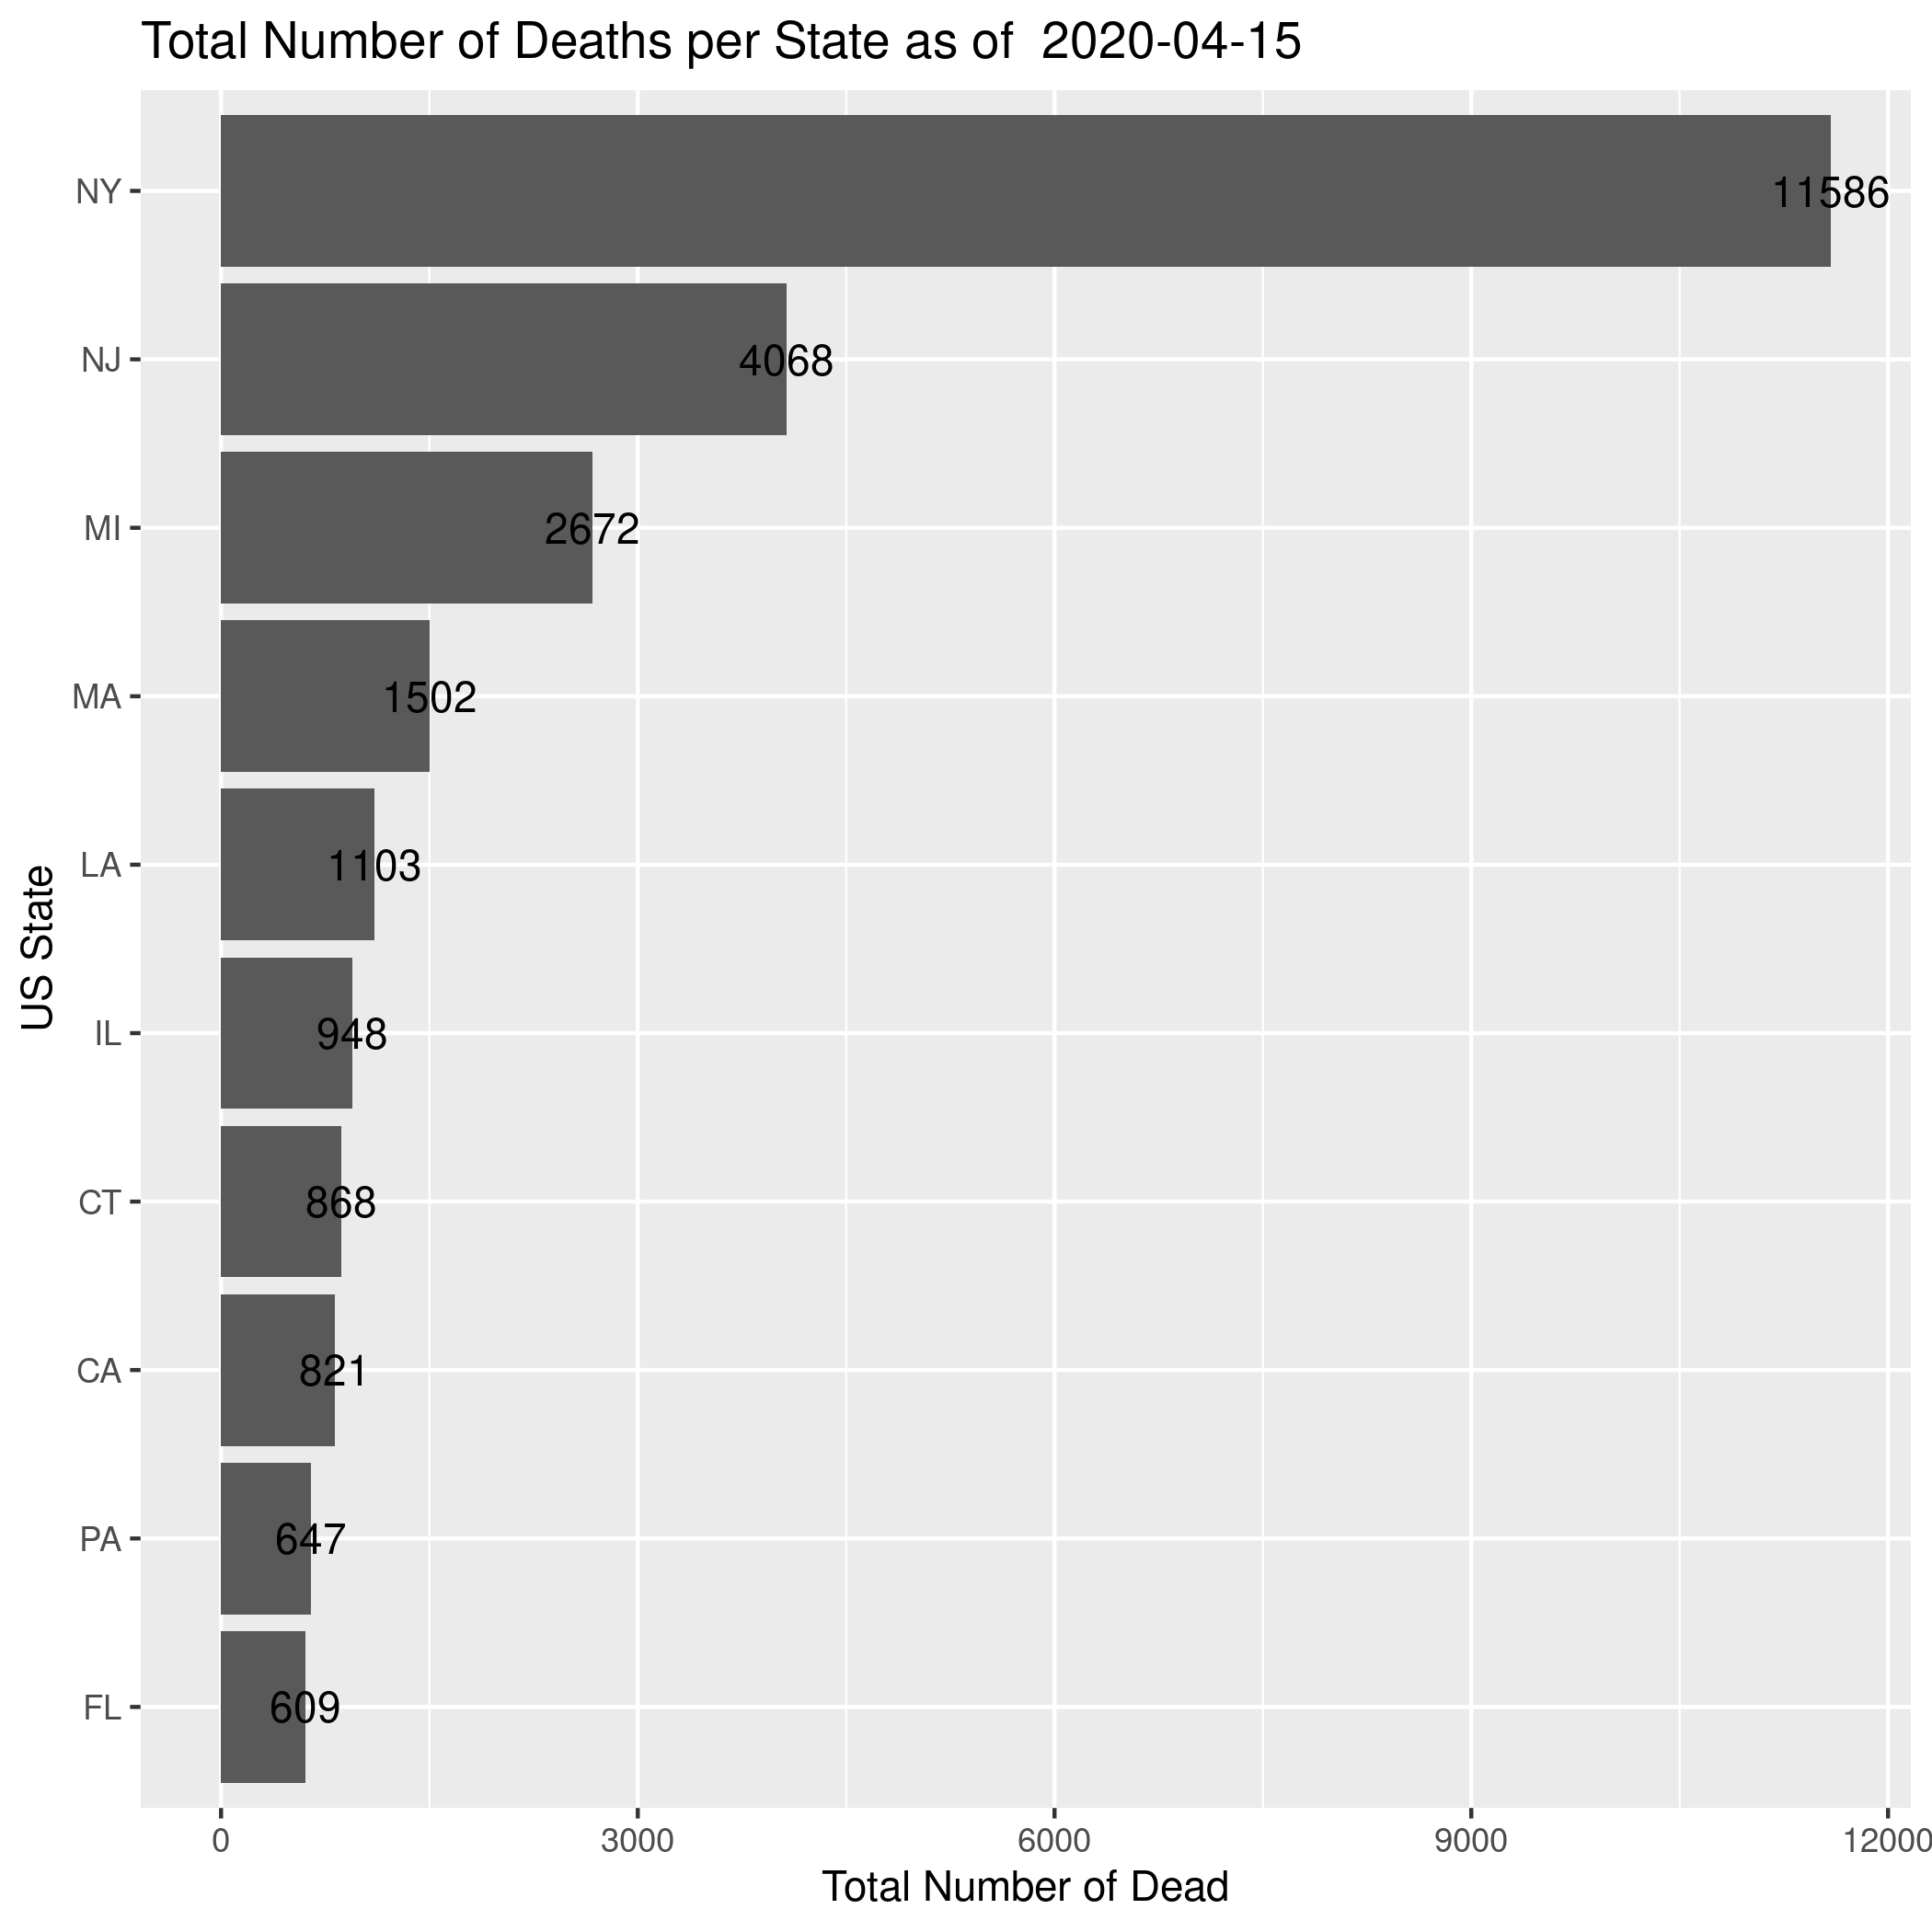 Total Number of Deaths per State as of  2020-04-15
NY
11586
NJ
4068
MI
2672
MA
1502
LA
1103
US State
IL
948
CT
868
CA
821
PA
647
FL
609
0 3000 6000 9000 12000
Total Number of Dead